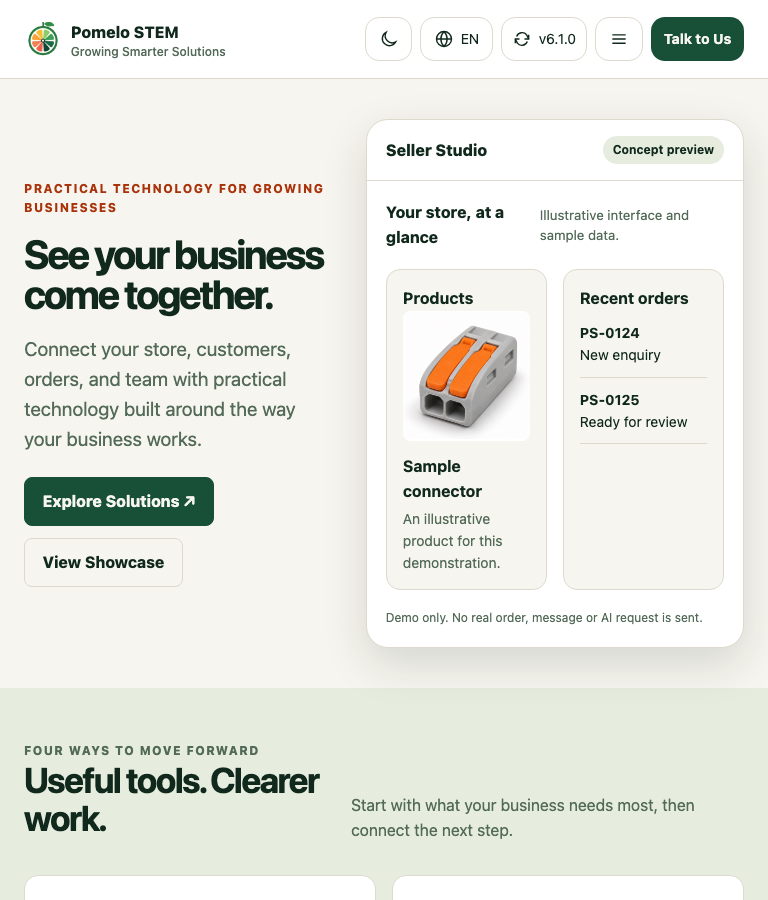 Pomelo STEM
Growing Smarter Solutions
EN
v6.1.0
Talk to Us
PRACTICAL TECHNOLOGY FOR GROWING
BUSINESSES
See your business
come together.
Connect your store, customers,
orders, and team with practical
technology built around the way
your business works.
Explore Solutions ↗
View Showcase
Seller Studio
Concept preview
Your store, at a
glance
Illustrative interface and
sample data.
Products
Sample
connector
An illustrative
product for this
demonstration.
Recent orders
PS-0124
New enquiry
PS-0125
Ready for review
Demo only. No real order, message or AI request is sent.
FOUR WAYS TO MOVE FORWARD
Useful tools. Clearer
work.
Start with what your business needs most, then
connect the next step.